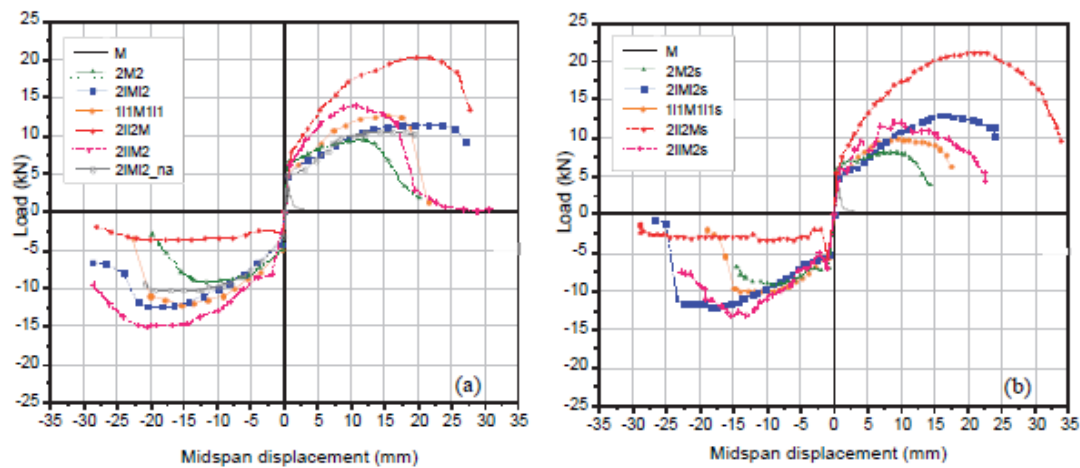 M
2M2
2IMI2
1I1M1I1
2II2M
2IIM2
2IMI2_na
25
20
15
10
5
0
-5
-10
-15
-20
-25
Load (kN)
-35 -30 -25 -20 -15 -10 -5 0 5 10 15 20 25 30 35
Midspan displacement (mm)
(a)
M
2M2s
2IMI2s
1I1M1I1s
2II2Ms
2IIM2s
25
20
15
10
5
0
-5
-10
-15
-20
-25
Load (kN)
-35 -30 -25 -20 -15 -10 -5 0 5 10 15 20 25 30 35
Midspan displacement (mm)
(b)